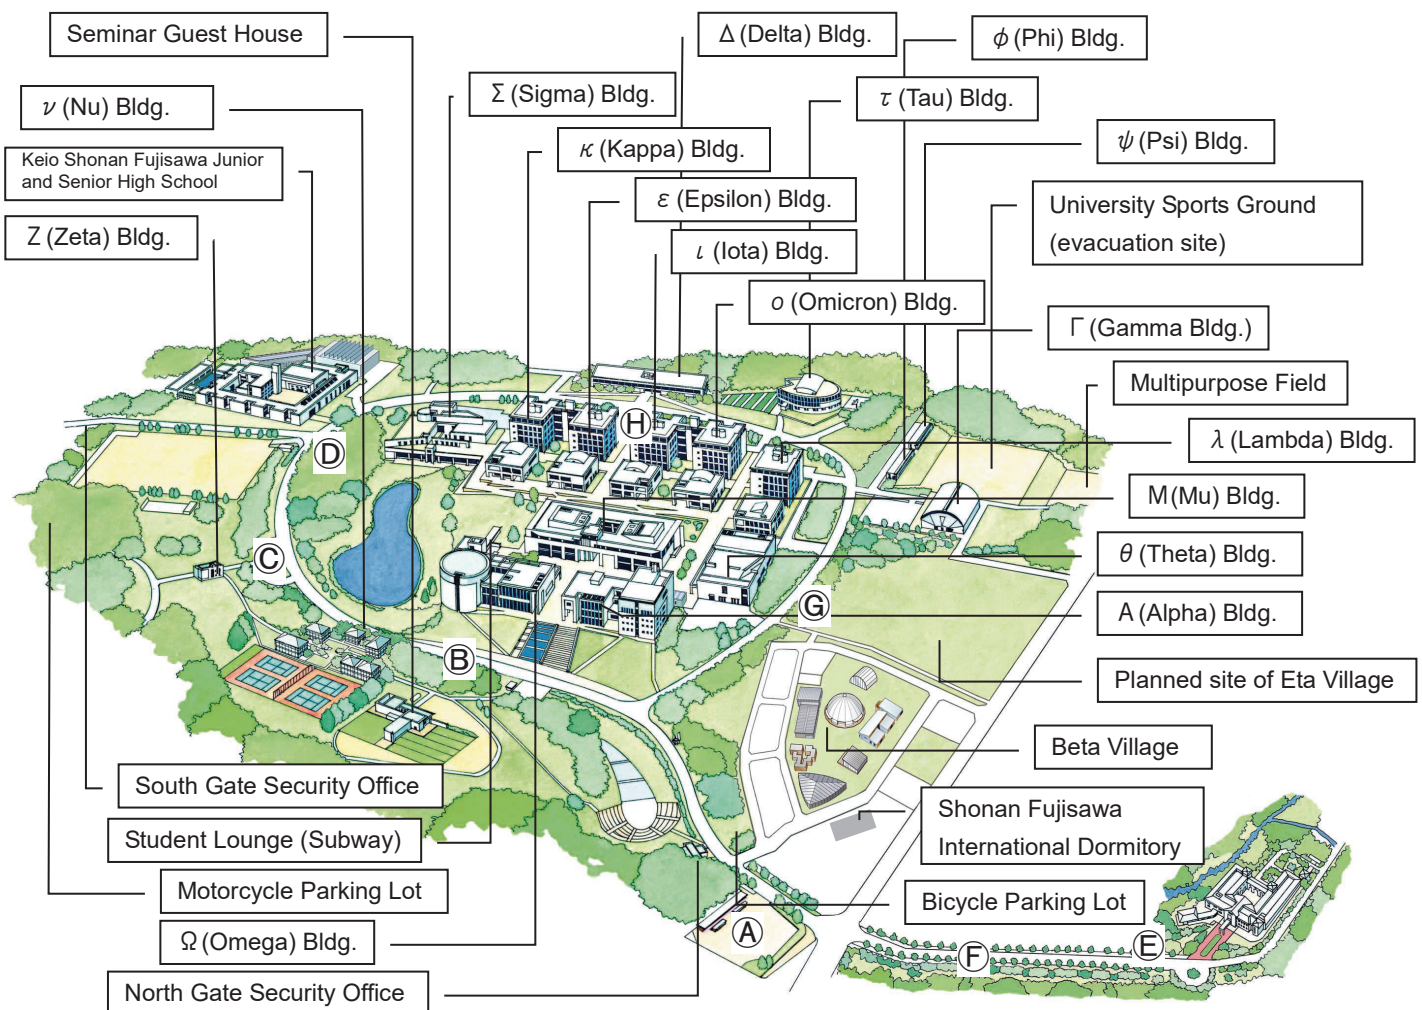 Seminar Guest House
Δ (Delta) Bldg.
ϕ (Phi) Bldg.
Σ (Sigma) Bldg.
τ (Tau) Bldg.
ν (Nu) Bldg.
κ (Kappa) Bldg.
ψ (Psi) Bldg.
Keio Shonan Fujisawa Junior
and Senior High School
ε (Epsilon) Bldg.
University Sports Ground
(evacuation site)
Ζ (Zeta) Bldg.
ι (Iota) Bldg.
ο (Omicron) Bldg.
Γ (Gamma Bldg.)
Multipurpose Field
λ (Lambda) Bldg.
Μ (Mu) Bldg.
θ (Theta) Bldg.
Α (Alpha) Bldg.
Planned site of Eta Village
Beta Village
South Gate Security Office
Shonan Fujisawa
International Dormitory
Student Lounge (Subway)
Motorcycle Parking Lot
Bicycle Parking Lot
Ω (Omega) Bldg.
North Gate Security Office
Ⓗ
Ⓓ
Ⓒ
Ⓖ
Ⓑ
Ⓐ
Ⓕ
Ⓔ